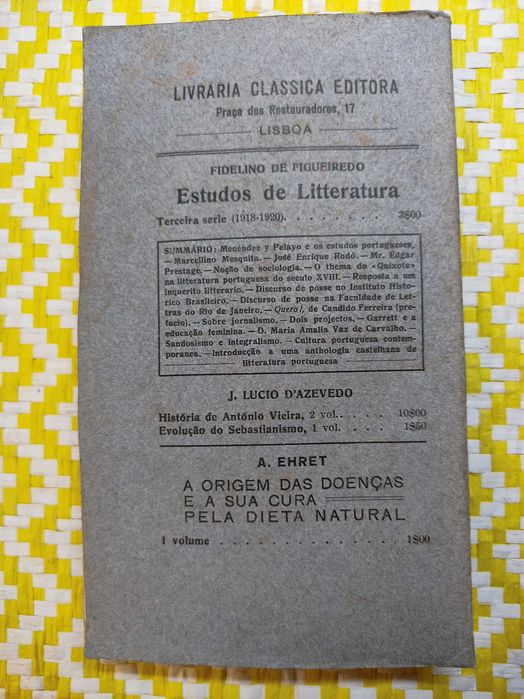 LIVRARIA CLASSICA EDITORA
Praça dos Restauradores, 17
LISBOA
FIDELINO DE FIGUEIREDO
Estudos de Litteratura
Terceira série (1918-1920). . . . . . . . 3$00
SUMMÁRIO: Menéndez y Pelayo e os estudos portugueses,
— Marcellino Mesquita. — José Enrique Rodó. — Mr. Edgar
Prestage. — Noção de sociologia. — O thema do «Quixote»
na litteratura portuguesa do seculo XVIII. — Resposta a um
inquerito litterario. — Discurso de posse no Instituto Histo-
rico Brasileiro. — Discurso de posse na Faculdade de Let-
tras do Rio de Janeiro. — Quero!, de Candido Ferreira (pre-
facio). — Sobre jornalismo. — Dois projectos. — Garrett e a
educação feminina. — D. Maria Amalia Vaz de Carvalho. —
Saudosismo e integralismo. — Cultura portuguesa contem-
poranea. — Introducção a uma anthologia castelhana de
litteratura portuguesa
J. LUCIO D'AZEVEDO
História de António Vieira, 2 vol. . . . . 10$00
Evolução do Sebastianismo, 1 vol. . . . . 1$50
A. EHRET
A ORIGEM DAS DOENÇAS
E A SUA CURA
PELA DIETA NATURAL
1 volume . . . . . . . . . . . . . . 1$00